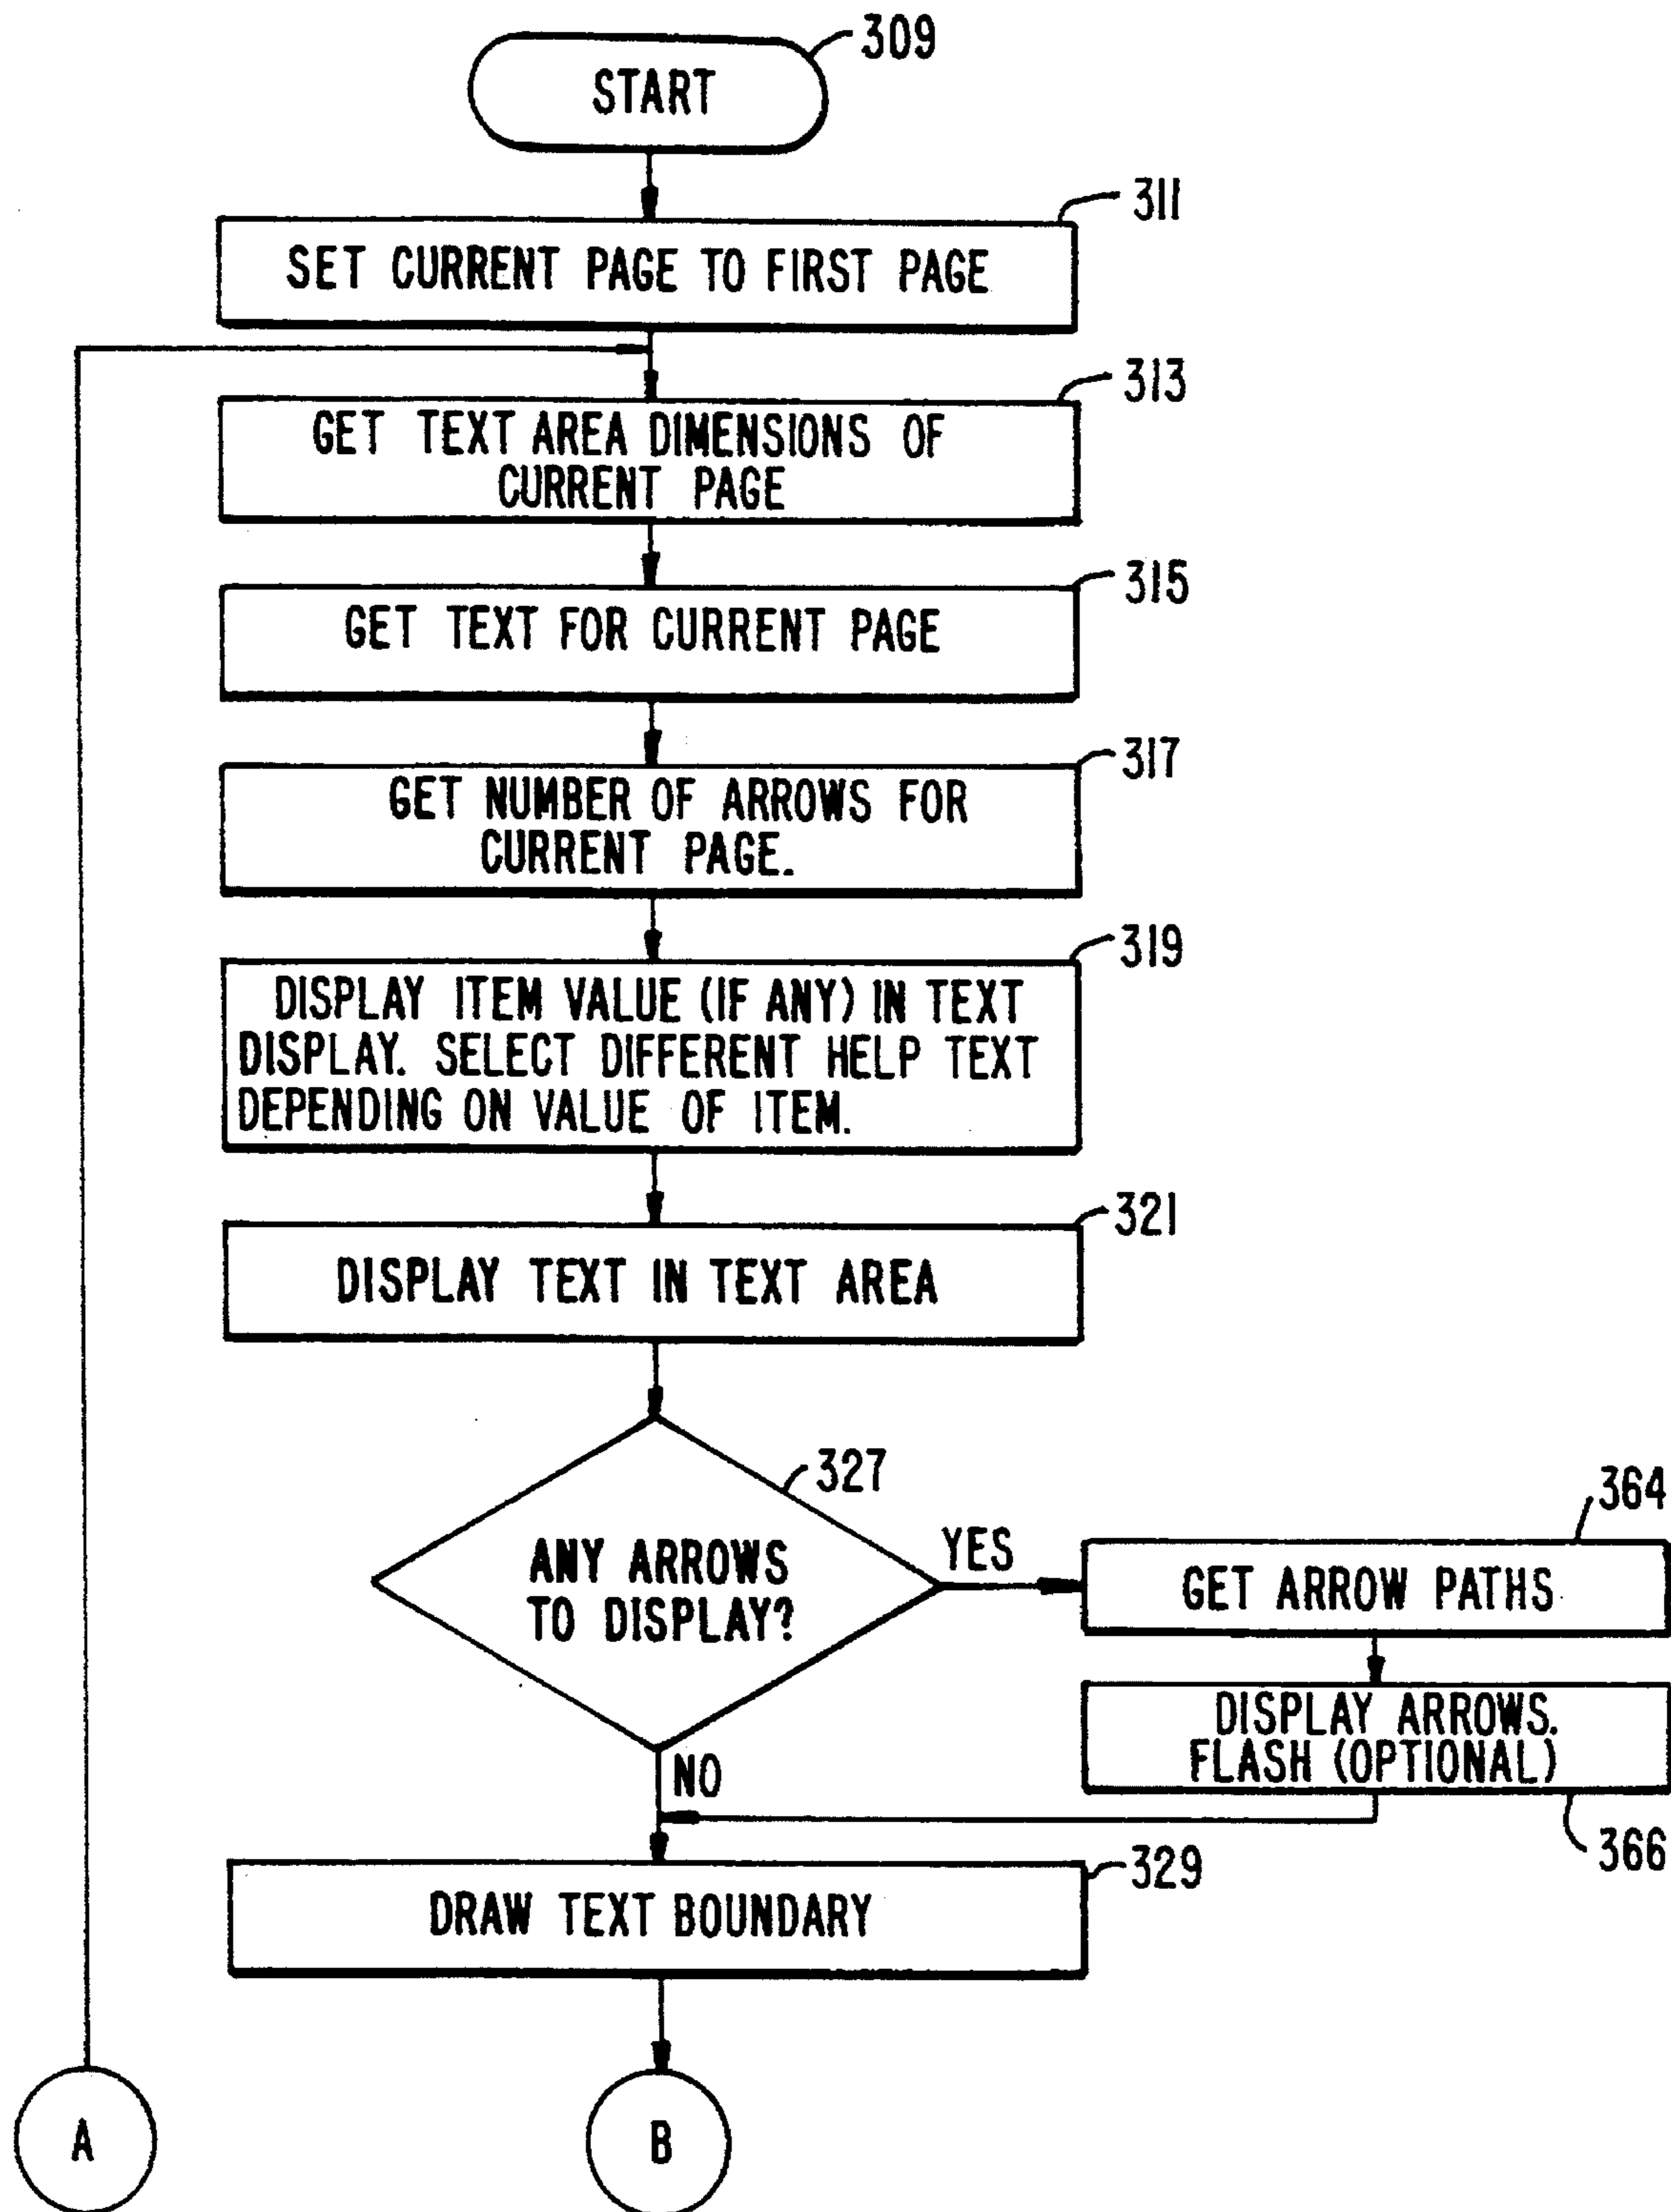 309
START
311
SET CURRENT PAGE TO FIRST PAGE
313
GET TEXT AREA DIMENSIONS OF
CURRENT PAGE
315
GET TEXT FOR CURRENT PAGE
317
GET NUMBER OF ARROWS FOR
CURRENT PAGE.
319
DISPLAY ITEM VALUE (IF ANY) IN TEXT
DISPLAY. SELECT DIFFERENT HELP TEXT
DEPENDING ON VALUE OF ITEM.
321
DISPLAY TEXT IN TEXT AREA
327
ANY ARROWS
TO DISPLAY?
YES
364
GET ARROW PATHS
DISPLAY ARROWS.
FLASH (OPTIONAL)
366
NO
329
DRAW TEXT BOUNDARY
A
B